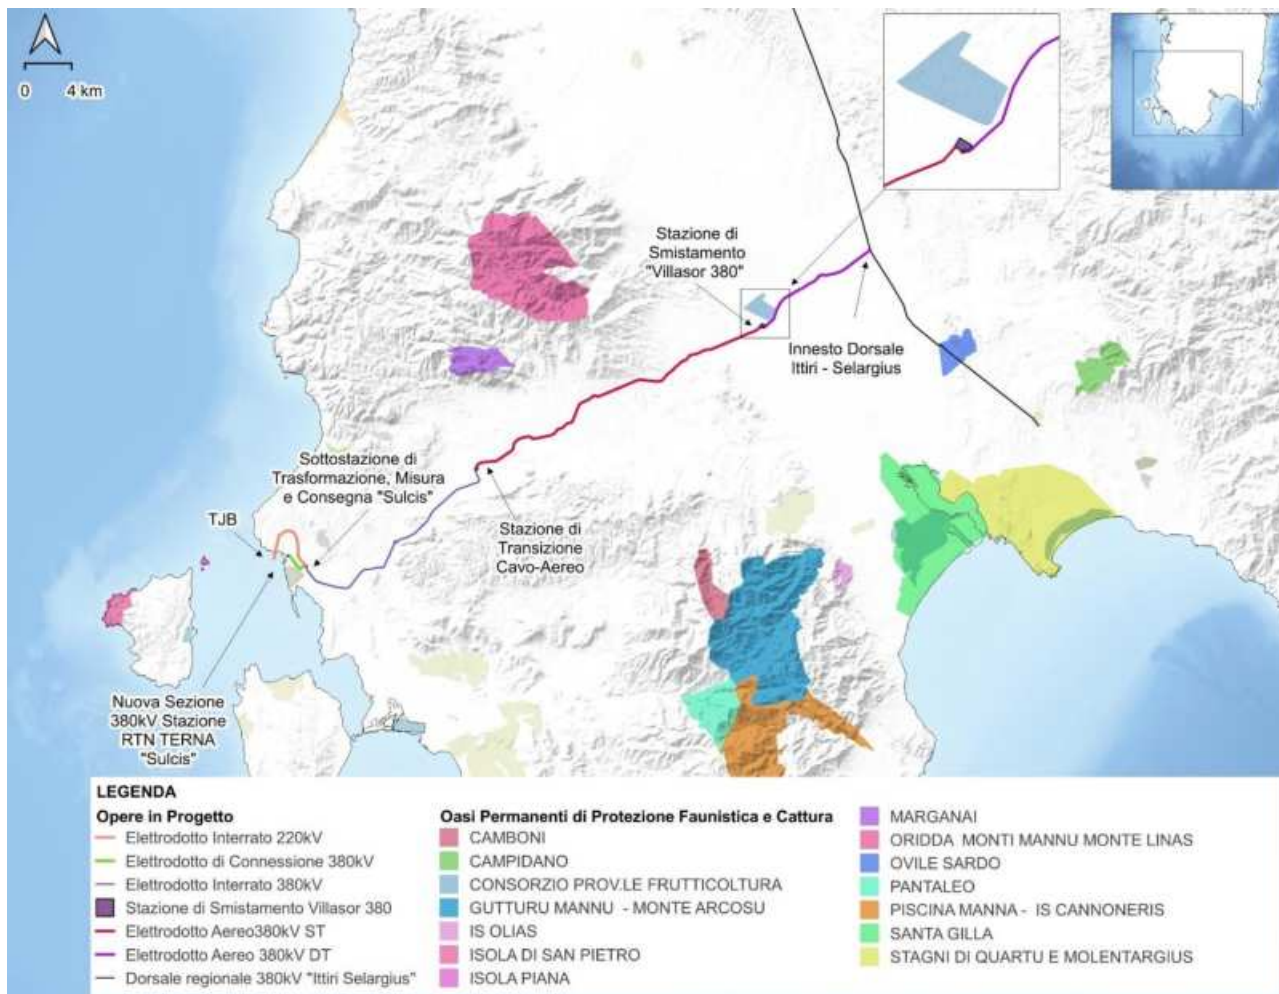 0 4 km
Stazione di
Smistamento
"Villasor 380"
Innesto Dorsale
Ittiri - Selargius
Sottostazione di
Trasformazione, Misura
e Consegna "Sulcis"
TJB
Stazione di
Transizione
Cavo-Aereo
Nuova Sezione
380kV Stazione
RTN TERNA
"Sulcis"
LEGENDA
Opere in Progetto
Elettrodotto Interrato 220kV
Elettrodotto di Connessione 380kV
Elettrodotto Interrato 380kV
Stazione di Smistamento Villasor 380
Elettrodotto Aereo380kV ST
Elettrodotto Aereo 380kV DT
Dorsale regionale 380kV "Ittiri Selargius"
Oasi Permanenti di Protezione Faunistica e Cattura
CAMBONI
CAMPIDANO
CONSORZIO PROV.LE FRUTTICOLTURA
GUTTURU MANNU - MONTE ARCOSU
IS OLIAS
ISOLA DI SAN PIETRO
ISOLA PIANA
MARGANAI
ORIDDA MONTI MANNU MONTE LINAS
OVILE SARDO
PANTALEO
PISCINA MANNA - IS CANNONERIS
SANTA GILLA
STAGNI DI QUARTU E MOLENTARGIUS